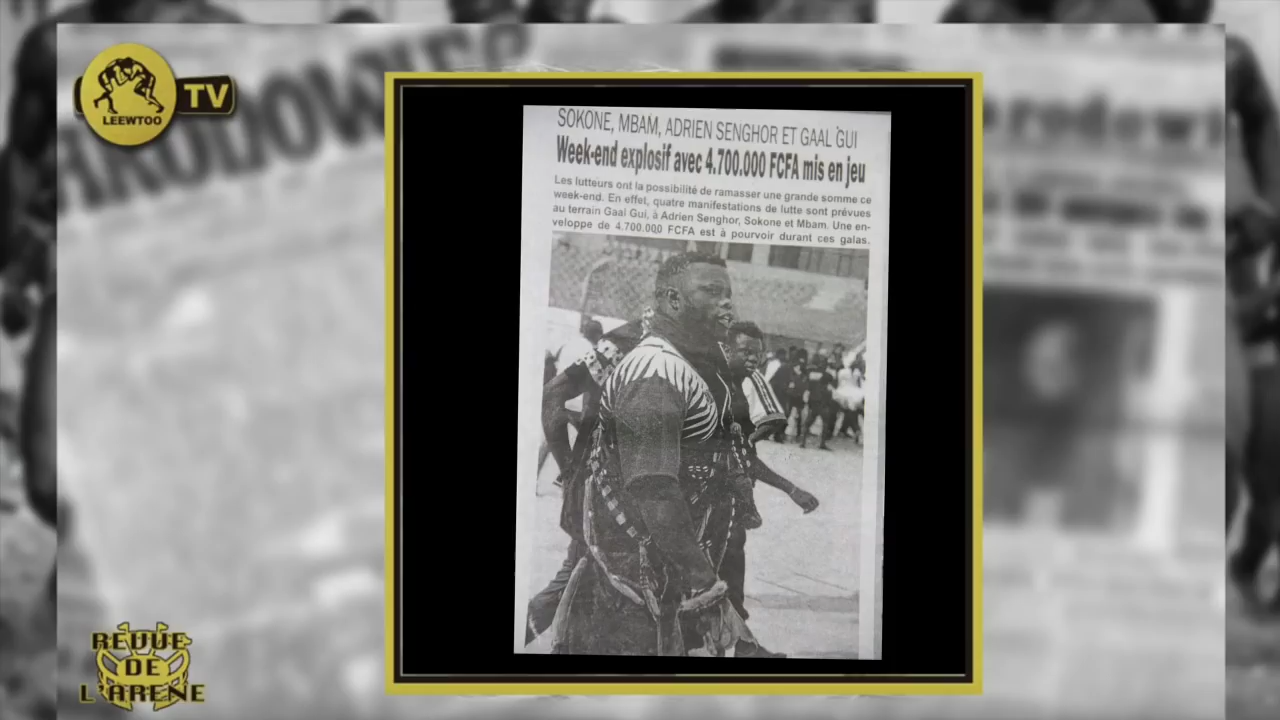 LEEWTOO
TV
SOKONE, MBAM, ADRIEN SENGHOR ET GAAL GUI
Week-end explosif avec 4.700.000 FCFA mis en jeu
Les lutteurs ont la possibilité de ramasser une grande somme ce
week-end. En effet, quatre manifestations de lutte sont prévues
au terrain Gaal Gui, à Adrien Senghor, Sokone et Mbam. Une en-
veloppe de 4.700.000 FCFA est à pourvoir durant ces galas.
REVUE
DE
L'ARENE